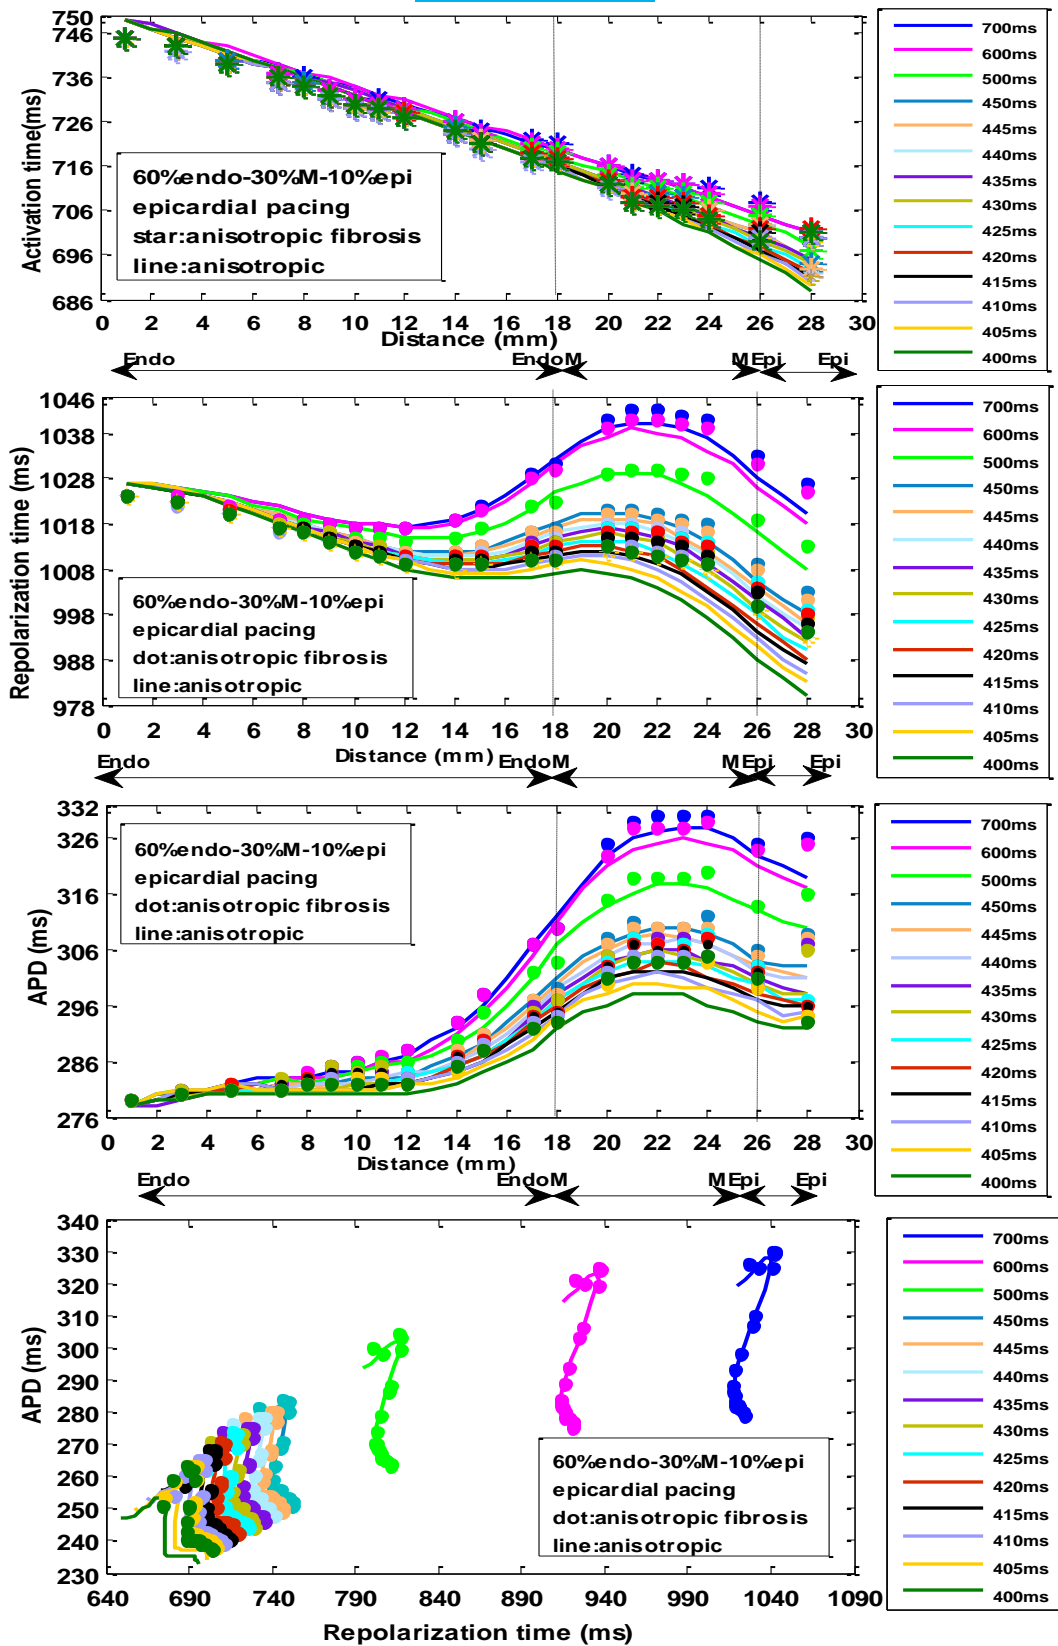 750
746
736
726
716
706
696
686
Activation time(ms)
60%endo-30%M-10%epi
epicardial pacing
star:anisotropic fibrosis
line:anisotropic
0 2 4 6 8 10 12 14 16 18 20 22 24 26 28 30
Distance (mm)
700ms
600ms
500ms
450ms
445ms
440ms
435ms
430ms
425ms
420ms
415ms
410ms
405ms
400ms
Endo EndoM MEpi Epi
1046
1038
1028
1018
1008
998
988
978
Repolarization time (ms)
60%endo-30%M-10%epi
epicardial pacing
dot:anisotropic fibrosis
line:anisotropic
0 2 4 6 8 10 12 14 16 18 20 22 24 26 28 30
Distance (mm)
700ms
600ms
500ms
450ms
445ms
440ms
435ms
430ms
425ms
420ms
415ms
410ms
405ms
400ms
Endo EndoM MEpi Epi
332
326
316
306
296
286
276
APD (ms)
60%endo-30%M-10%epi
epicardial pacing
dot:anisotropic fibrosis
line:anisotropic
0 2 4 6 8 10 12 14 16 18 20 22 24 26 28 30
Distance (mm)
700ms
600ms
500ms
450ms
445ms
440ms
435ms
430ms
425ms
420ms
415ms
410ms
405ms
400ms
Endo EndoM MEpi Epi
340
330
320
310
300
290
280
270
260
250
240
230
APD (ms)
60%endo-30%M-10%epi
epicardial pacing
dot:anisotropic fibrosis
line:anisotropic
640 690 740 790 840 890 940 990 1040 1090
Repolarization time (ms)
700ms
600ms
500ms
450ms
445ms
440ms
435ms
430ms
425ms
420ms
415ms
410ms
405ms
400ms